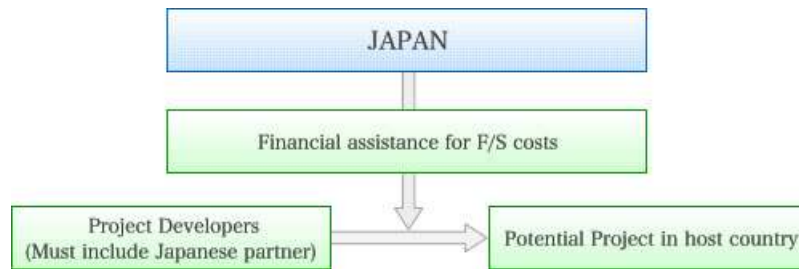 JAPAN
Financial assistance for F/S costs
Project Developers
(Must include Japanese partner)
Potential Project in host country